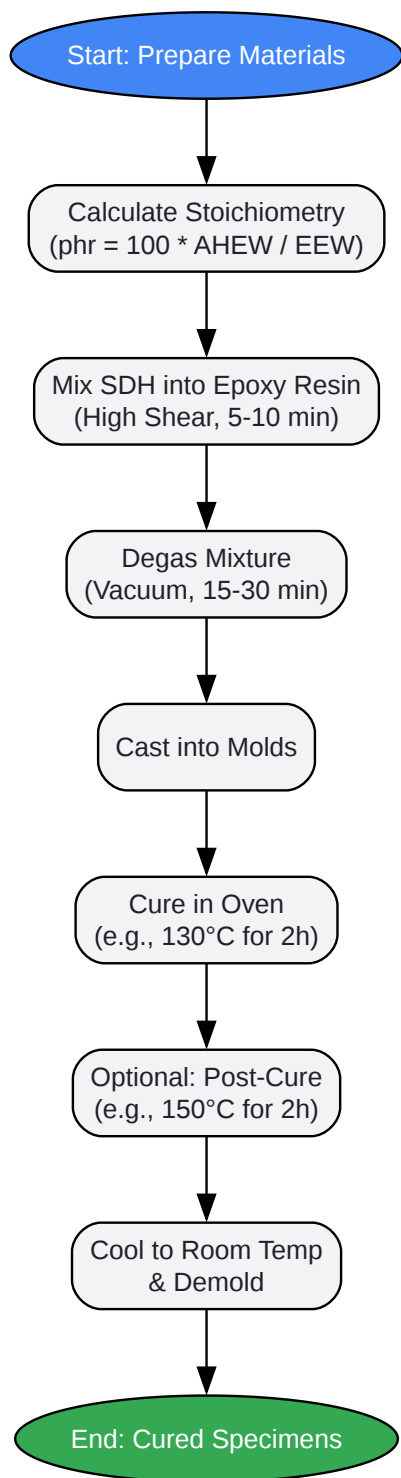 Start: Prepare Materials
Calculate Stoichiometry
(phr = 100 * AHEW / EEW)
Mix SDH into Epoxy Resin
(High Shear, 5-10 min)
Degas Mixture
(Vacuum, 15-30 min)
Cast into Molds
Cure in Oven
(e.g., 130°C for 2h)
Optional: Post-Cure
(e.g., 150°C for 2h)
Cool to Room Temp
& Demold
End: Cured Specimens